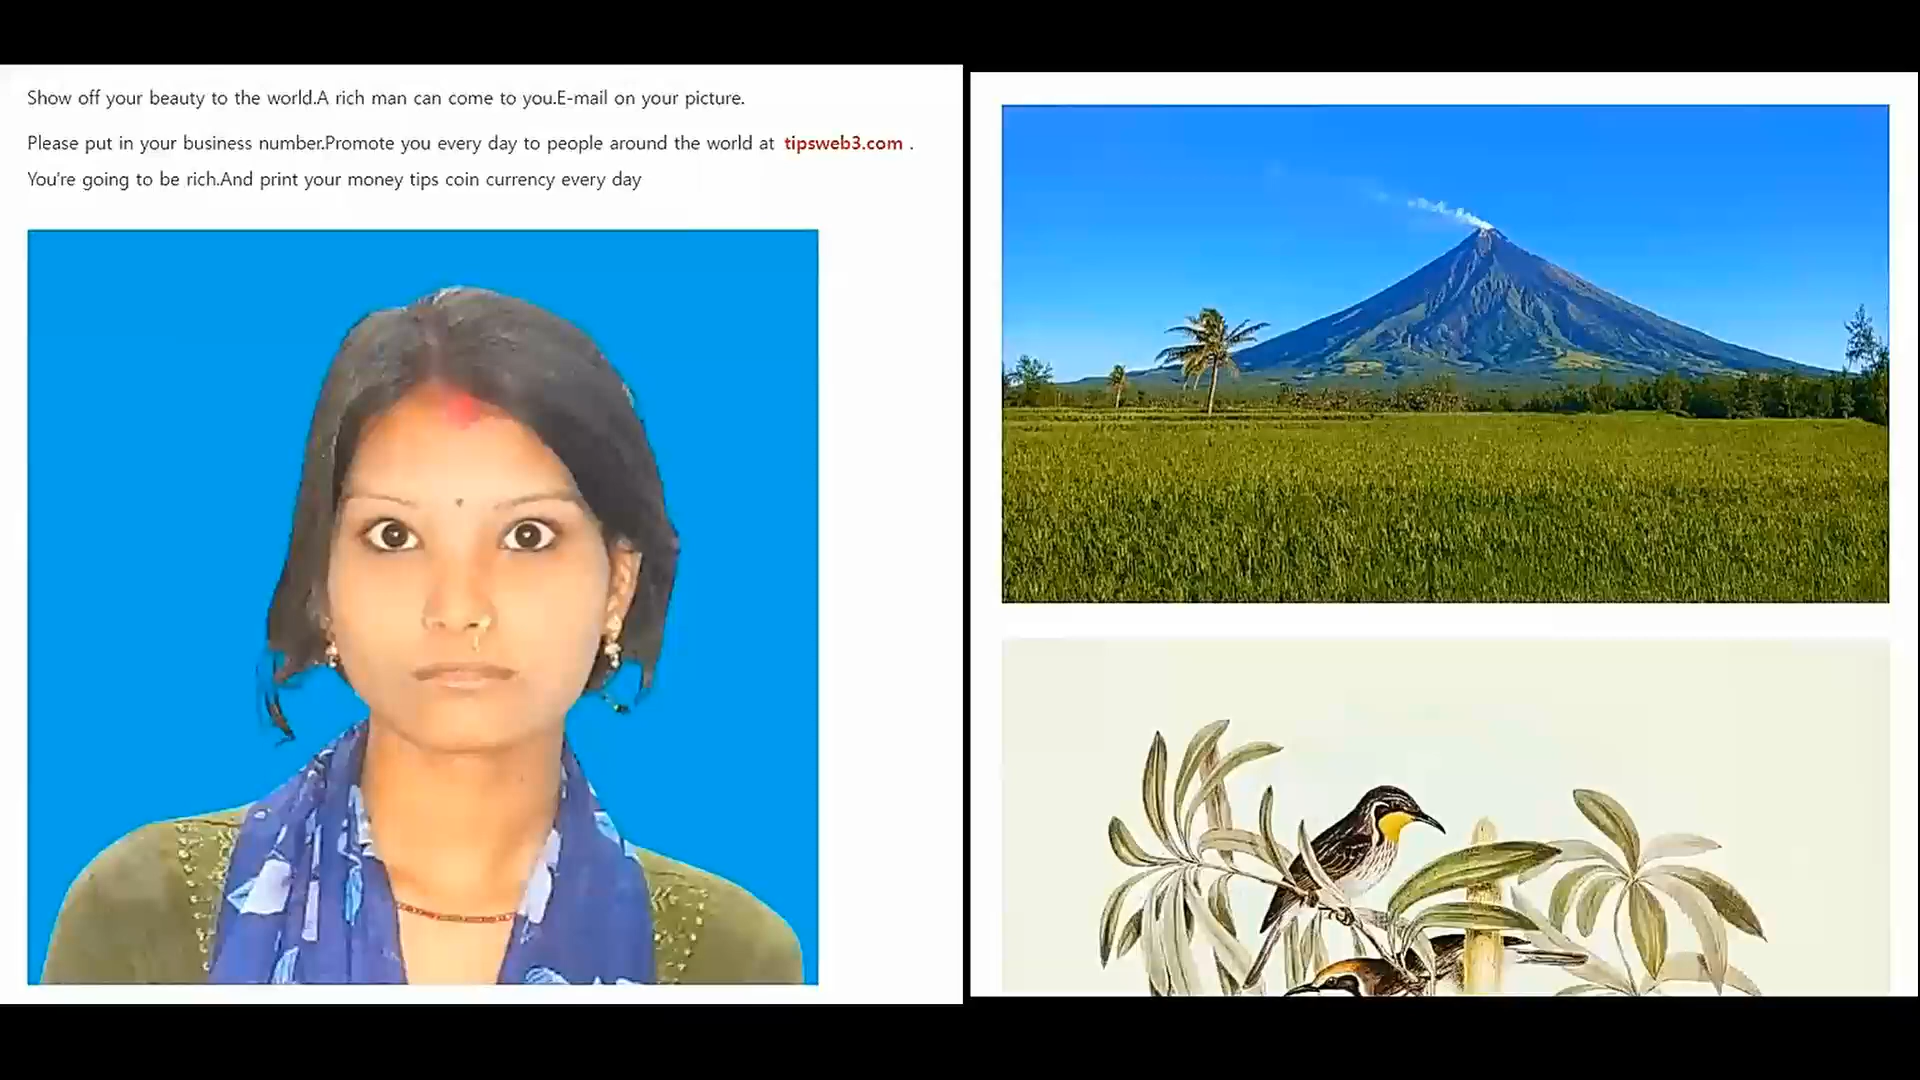 Show off your beauty to the world.A rich man can come to you.E-mail on your picture.
Please put in your business number.Promote you every day to people around the world at tipsweb3.com .
You're going to be rich.And print your money tips coin currency every day